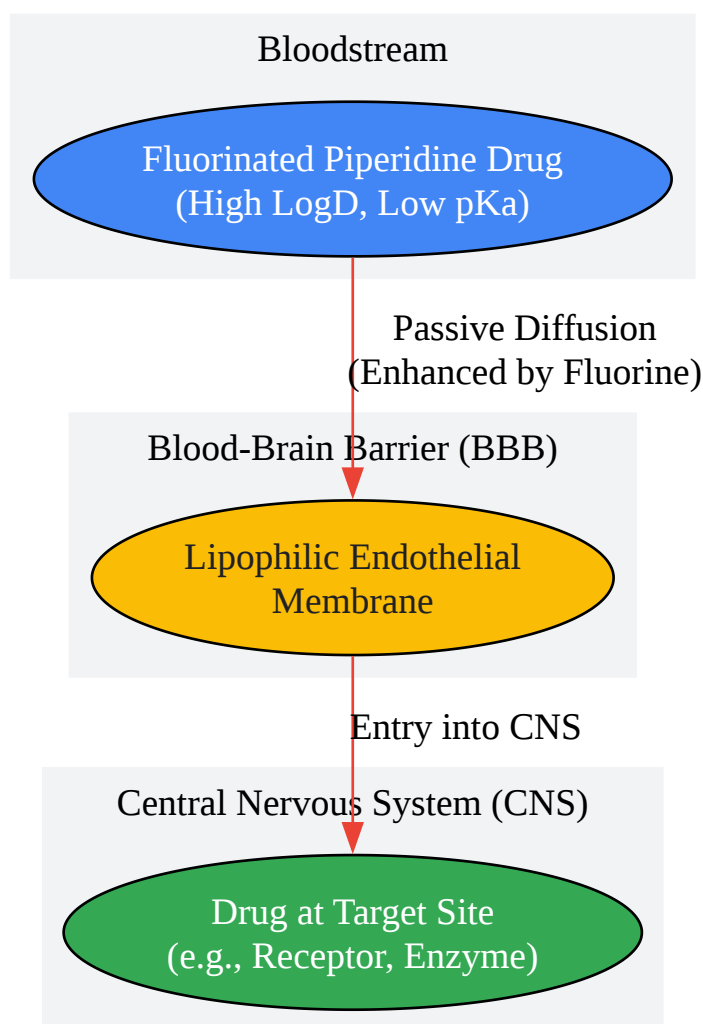 Bloodstream
Fluorinated Piperidine Drug
(High LogD, Low pKa)
Passive Diffusion
(Enhanced by Fluorine)
Blood-Brain Barrier (BBB)
Lipophilic Endothelial
Membrane
Entry into CNS
Central Nervous System (CNS)
Drug at Target Site
(e.g., Receptor, Enzyme)